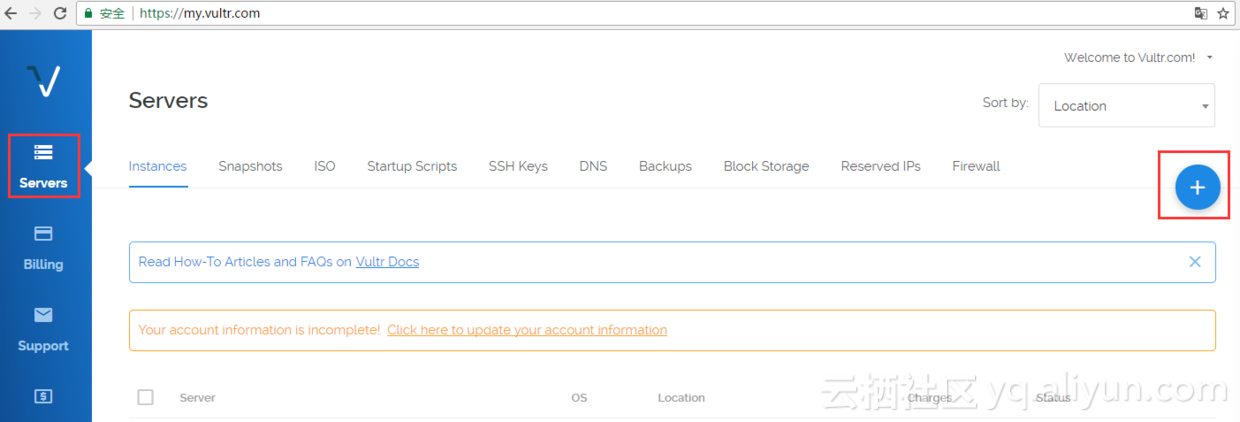 安全 https://my.vultr.com
Welcome to Vultr.com!
Servers
Sort by: Location
Servers
Instances Snapshots ISO Startup Scripts SSH Keys DNS Backups Block Storage Reserved IPs Firewall
+
Billing
Read How-To Articles and FAQs on Vultr Docs
Support
Your account information is incomplete! Click here to update your account information
Server OS Location Charges Status
云栖社区 yq.aliyun.com